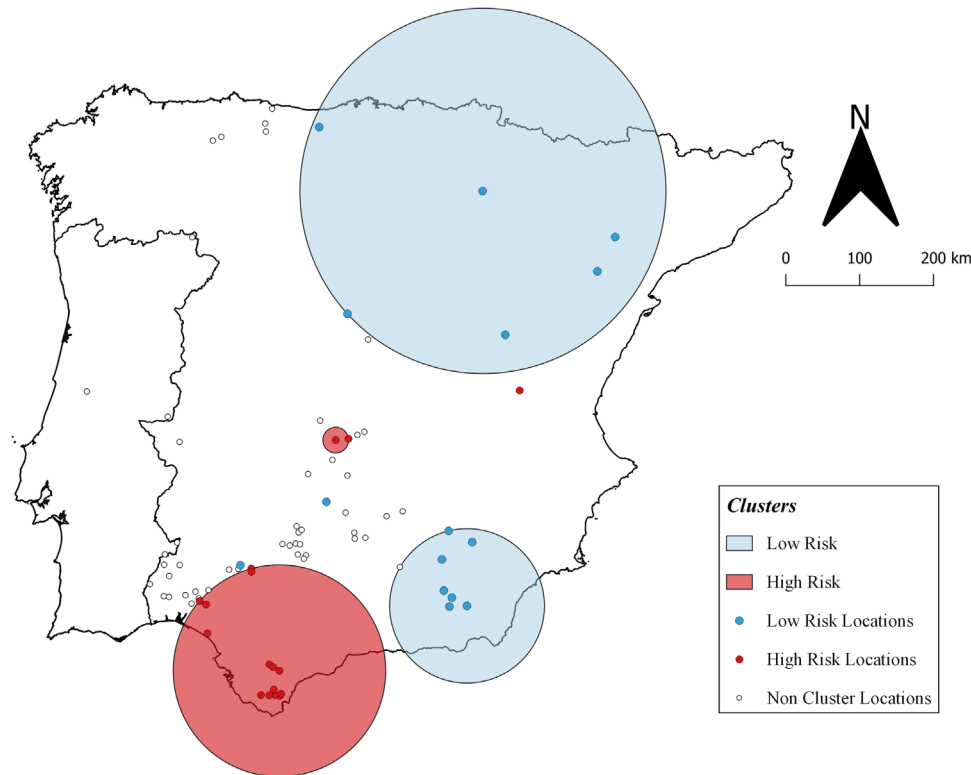 N
0 100 200 km
Clusters
Low Risk
High Risk
Low Risk Locations
High Risk Locations
Non Cluster Locations